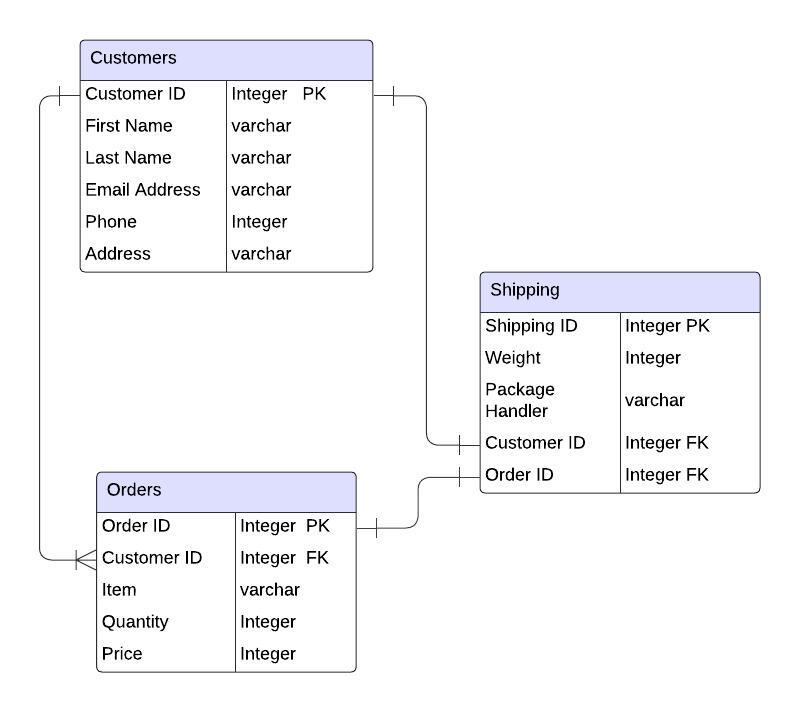 Customers
Customer ID Integer PK
First Name varchar
Last Name varchar
Email Address varchar
Phone Integer
Address varchar
Shipping
Shipping ID Integer PK
Weight Integer
Package
Handler varchar
Customer ID Integer FK
Order ID Integer FK
Orders
Order ID Integer PK
Customer ID Integer FK
Item varchar
Quantity Integer
Price Integer